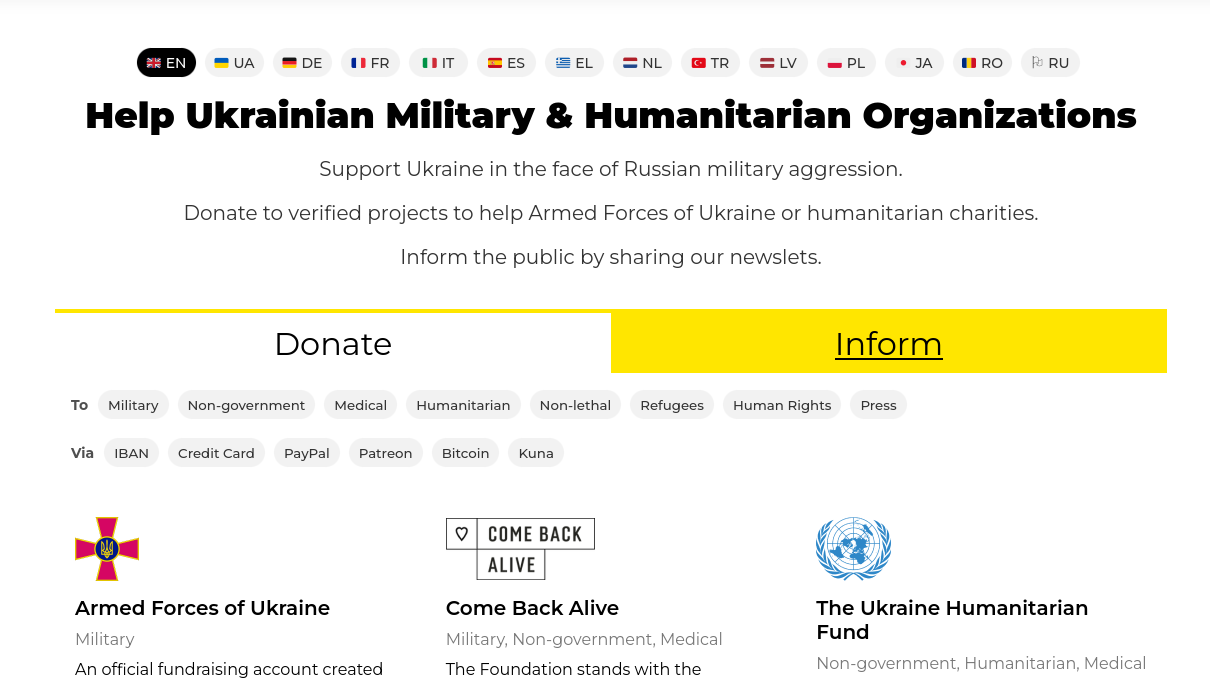 EN UA DE FR IT ES EL NL TR LV PL JA RO RU
Help Ukrainian Military & Humanitarian Organizations
Support Ukraine in the face of Russian military aggression.
Donate to verified projects to help Armed Forces of Ukraine or humanitarian charities.
Inform the public by sharing our newslets.
Donate Inform
To Military Non-government Medical Humanitarian Non-lethal Refugees Human Rights Press
Via IBAN Credit Card PayPal Patreon Bitcoin Kuna
COME BACK
ALIVE
Armed Forces of Ukraine
Military
An official fundraising account created
Come Back Alive
Military, Non-government, Medical
The Foundation stands with the
The Ukraine Humanitarian
Fund
Non-government, Humanitarian, Medical